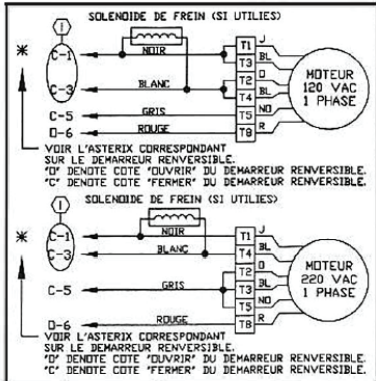 SOLENOIDE DE FREIN (SI UTILIES)
1
*
C-1
NOIR
T1
J
T3
BL
C-3
BLANC
T2
O
T4
BL
C-5
GRIS
T5
NO
O-6
ROUGE
T8
R
MOTEUR
120 VAC
1 PHASE
VOIR L'ASTERIX CORRESPONDANT
SUR LE DEMARREUR RENVERSIBLE.
"O" DENOTE COTE "OUVRIR" DU DEMARREUR RENVERSIBLE.
"C" DENOTE COTE "FERMER" DU DEMARREUR RENVERSIBLE.
SOLENOIDE DE FREIN (SI UTILIES)
1
*
C-1
NOIR
T1
J
C-3
BLANC
T4
BL
T2
O
C-5
GRIS
T3
BL
T5
NO
O-6
ROUGE
T8
R
MOTEUR
220 VAC
1 PHASE
VOIR L'ASTERIX CORRESPONDANT
SUR LE DEMARREUR RENVERSIBLE.
"O" DENOTE COTE "OUVRIR" DU DEMARREUR RENVERSIBLE.
"C" DENOTE COTE "FERMER" DU DEMARREUR RENVERSIBLE.